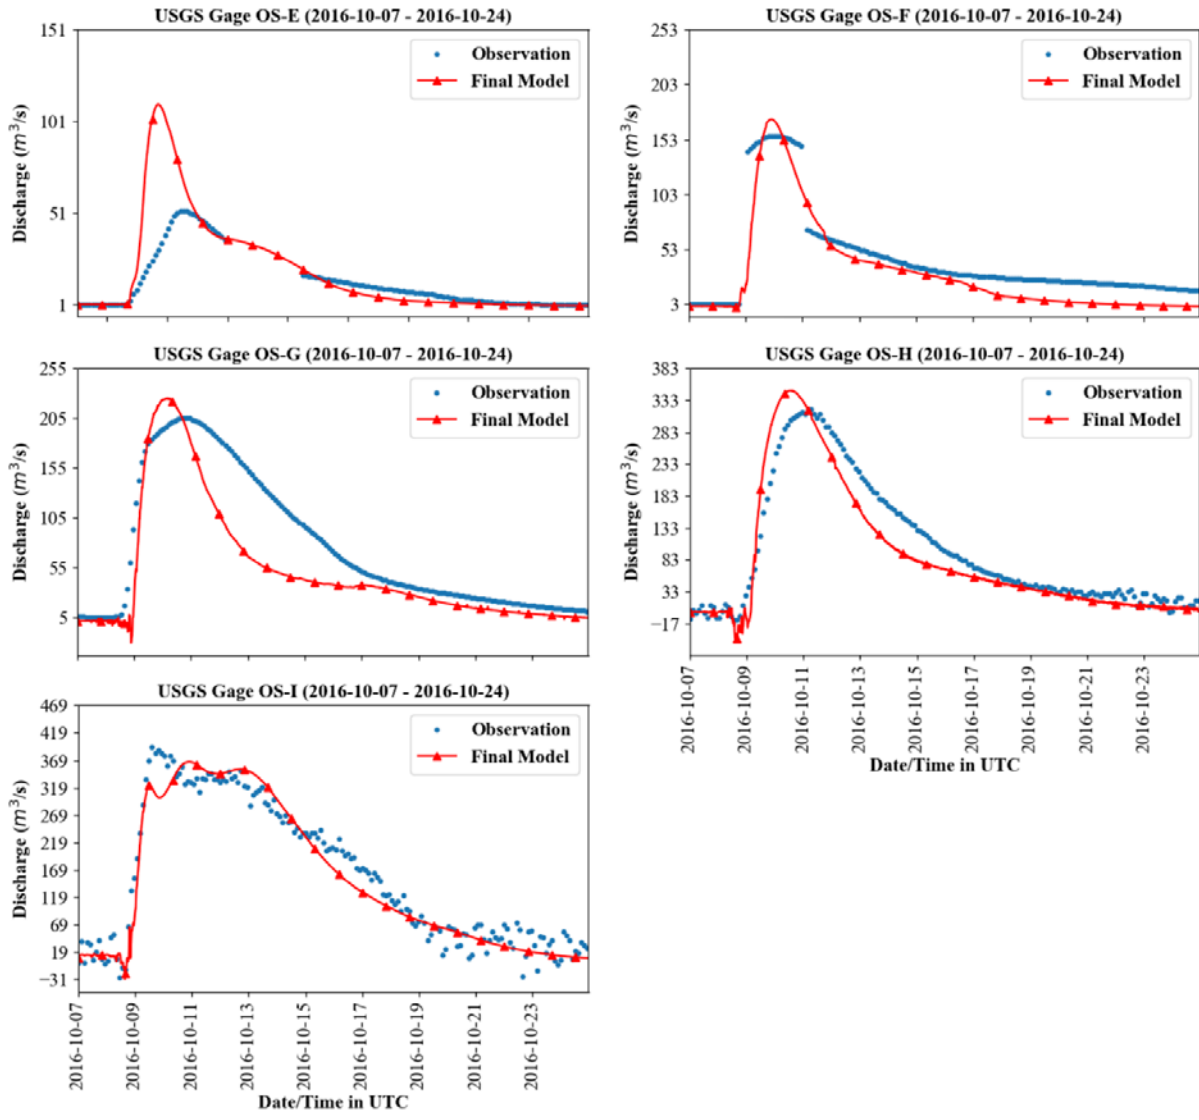 USGS Gage OS-E (2016-10-07 - 2016-10-24)
151
101
51
1
Discharge (m³/s)
Observation
Final Model
USGS Gage OS-F (2016-10-07 - 2016-10-24)
253
203
153
103
53
3
Discharge (m³/s)
Observation
Final Model
USGS Gage OS-G (2016-10-07 - 2016-10-24)
255
205
155
105
55
5
Discharge (m³/s)
Observation
Final Model
USGS Gage OS-H (2016-10-07 - 2016-10-24)
383
333
283
233
183
133
83
33
−17
Discharge (m³/s)
Observation
Final Model
2016-10-07
2016-10-09
2016-10-11
2016-10-13
2016-10-15
2016-10-17
2016-10-19
2016-10-21
2016-10-23
Date/Time in UTC
USGS Gage OS-I (2016-10-07 - 2016-10-24)
469
419
369
319
269
219
169
119
69
19
−31
Discharge (m³/s)
Observation
Final Model
2016-10-07
2016-10-09
2016-10-11
2016-10-13
2016-10-15
2016-10-17
2016-10-19
2016-10-21
2016-10-23
Date/Time in UTC